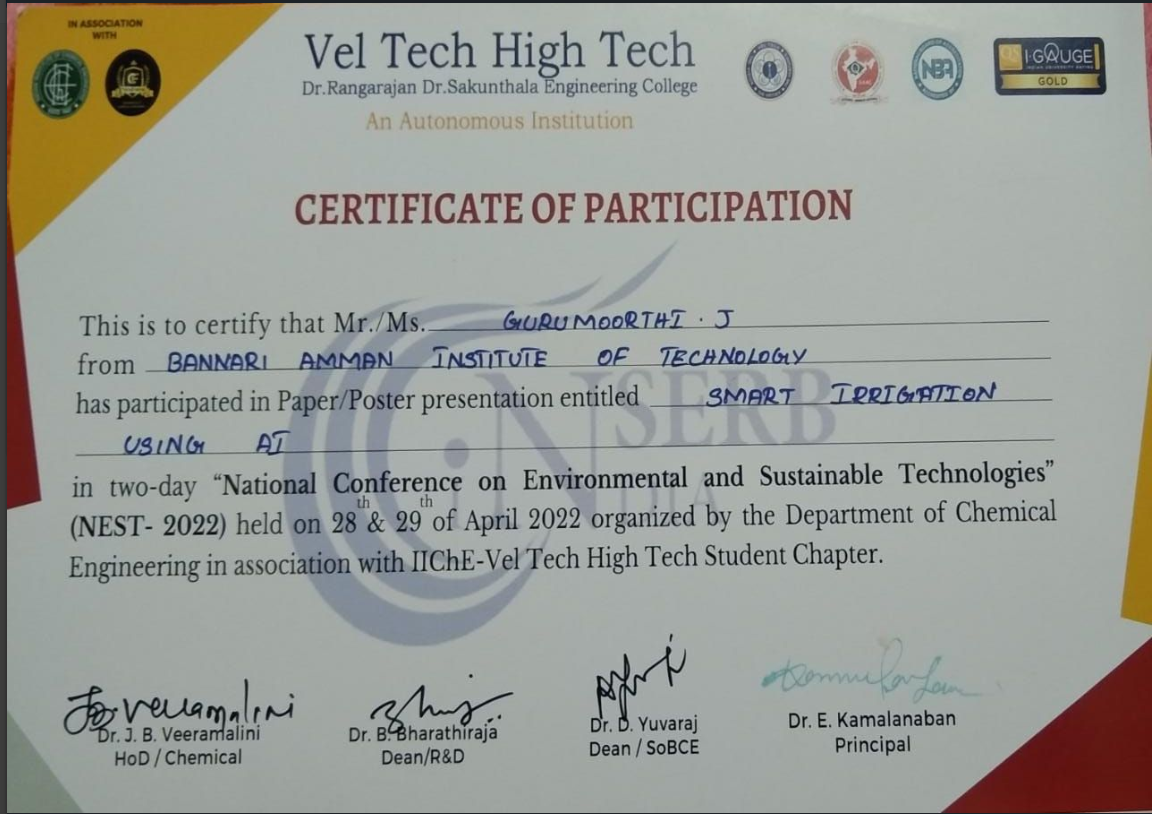 IN ASSOCIATION
WITH
Vel Tech High Tech
Dr.Rangarajan Dr.Sakunthala Engineering College
An Autonomous Institution
NBA
QS I·GAUGE
GOLD
CERTIFICATE OF PARTICIPATION
This is to certify that Mr./Ms. GURUMOORTHI . J
from BANNARI AMMAN INSTITUTE OF TECHNOLOGY
has participated in Paper/Poster presentation entitled SMART IRRIGATION
USING AI
SERB
INDIA
in two-day “National Conference on Environmental and Sustainable Technologies”
(NEST- 2022) held on 28th & 29th of April 2022 organized by the Department of Chemical
Engineering in association with IIChE-Vel Tech High Tech Student Chapter.
Dr. J. B. Veeramalini
HoD / Chemical
Dr. B. Bharathiraja
Dean/R&D
Dr. D. Yuvaraj
Dean / SoBCE
Dr. E. Kamalanaban
Principal